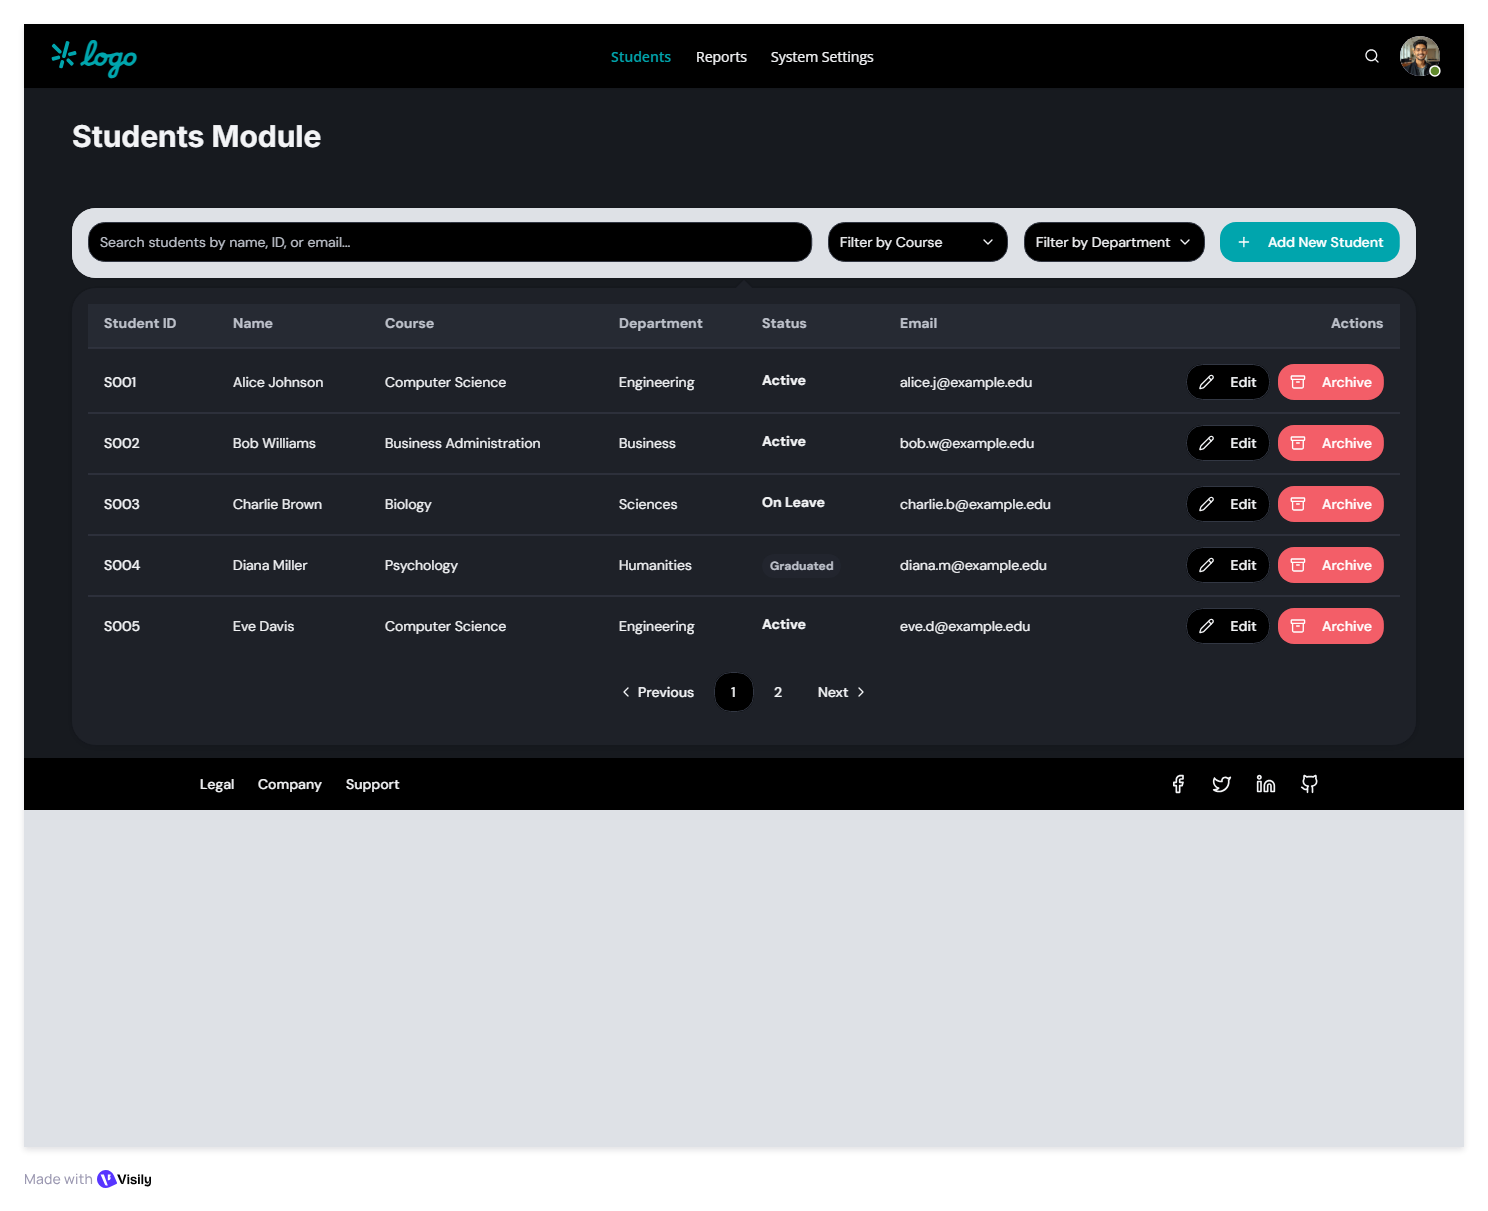 logo
Students Reports System Settings
Students Module
Search students by name, ID, or email... Filter by Course Filter by Department + Add New Student
Student ID Name Course Department Status Email Actions
S001 Alice Johnson Computer Science Engineering Active alice.j@example.edu Edit Archive
S002 Bob Williams Business Administration Business Active bob.w@example.edu Edit Archive
S003 Charlie Brown Biology Sciences On Leave charlie.b@example.edu Edit Archive
S004 Diana Miller Psychology Humanities Graduated diana.m@example.edu Edit Archive
S005 Eve Davis Computer Science Engineering Active eve.d@example.edu Edit Archive
Previous 1 2 Next
Legal Company Support
Made with Visily